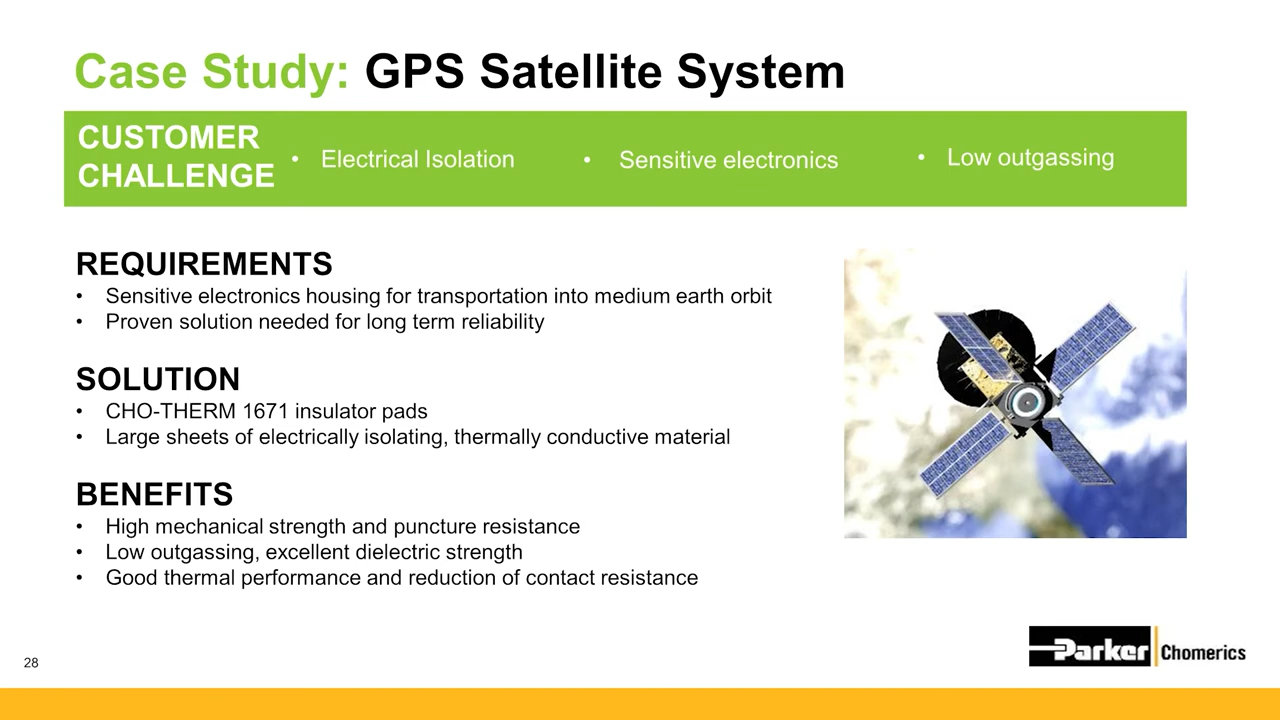 Case Study: GPS Satellite System
CUSTOMER
CHALLENGE
• Electrical Isolation
• Sensitive electronics
• Low outgassing
REQUIREMENTS
• Sensitive electronics housing for transportation into medium earth orbit
• Proven solution needed for long term reliability
SOLUTION
• CHO-THERM 1671 insulator pads
• Large sheets of electrically isolating, thermally conductive material
BENEFITS
• High mechanical strength and puncture resistance
• Low outgassing, excellent dielectric strength
• Good thermal performance and reduction of contact resistance
28
Parker Chomerics